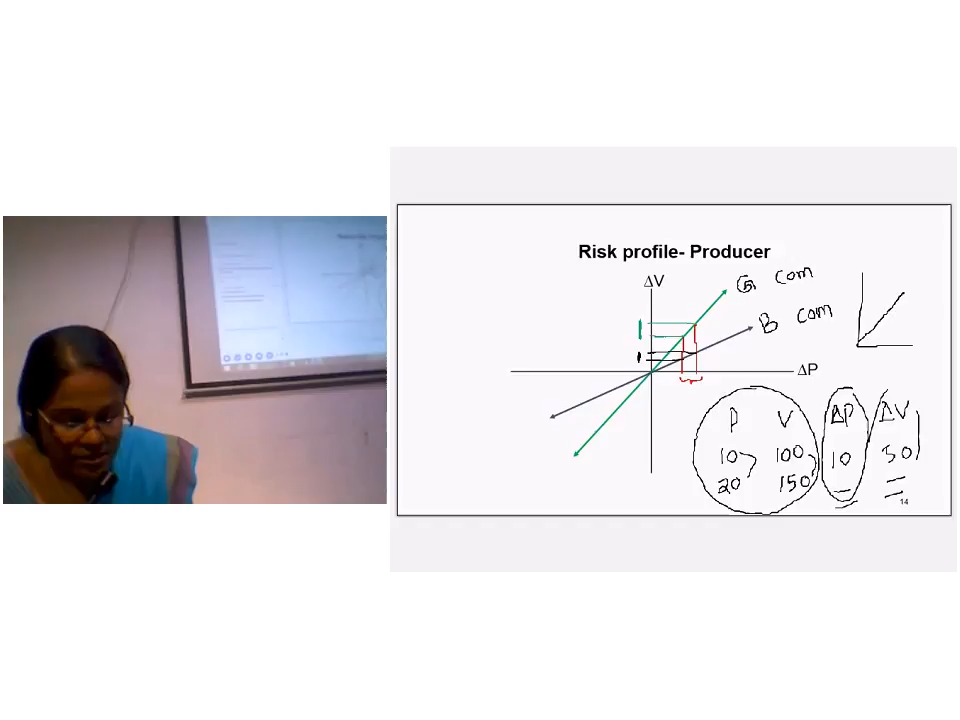 Risk profile- Producer
ΔV
G com
B com
ΔP
P V ΔP ΔV
10 100 10 50
20 150
14